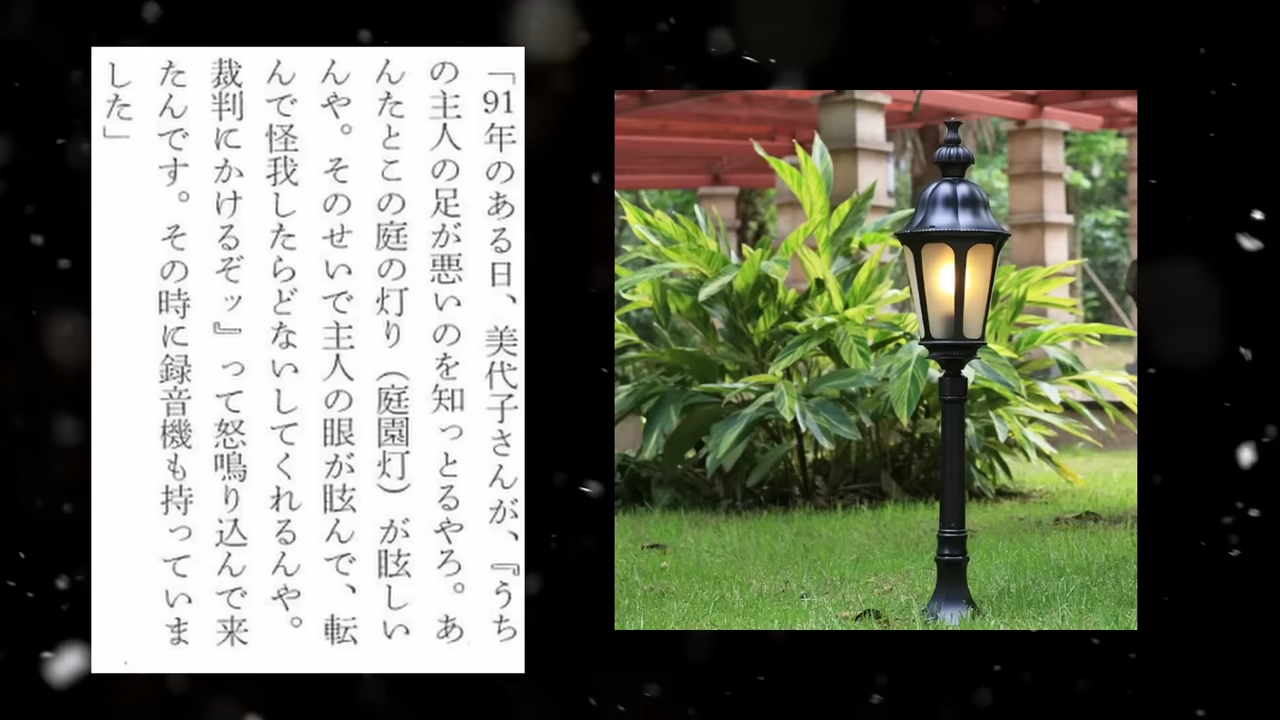 「91年のある日、美代子さんが、『うち
の主人の足が悪いのを知っとるやろ。あ
んたとこの庭の灯り（庭園灯）が眩しい
んや。そのせいで主人の眼が眩んで、転
んで怪我したらどないしてくれるんや。
裁判にかけるぞッ』って怒鳴り込んで来
たんです。その時に録音機も持っていま
した」